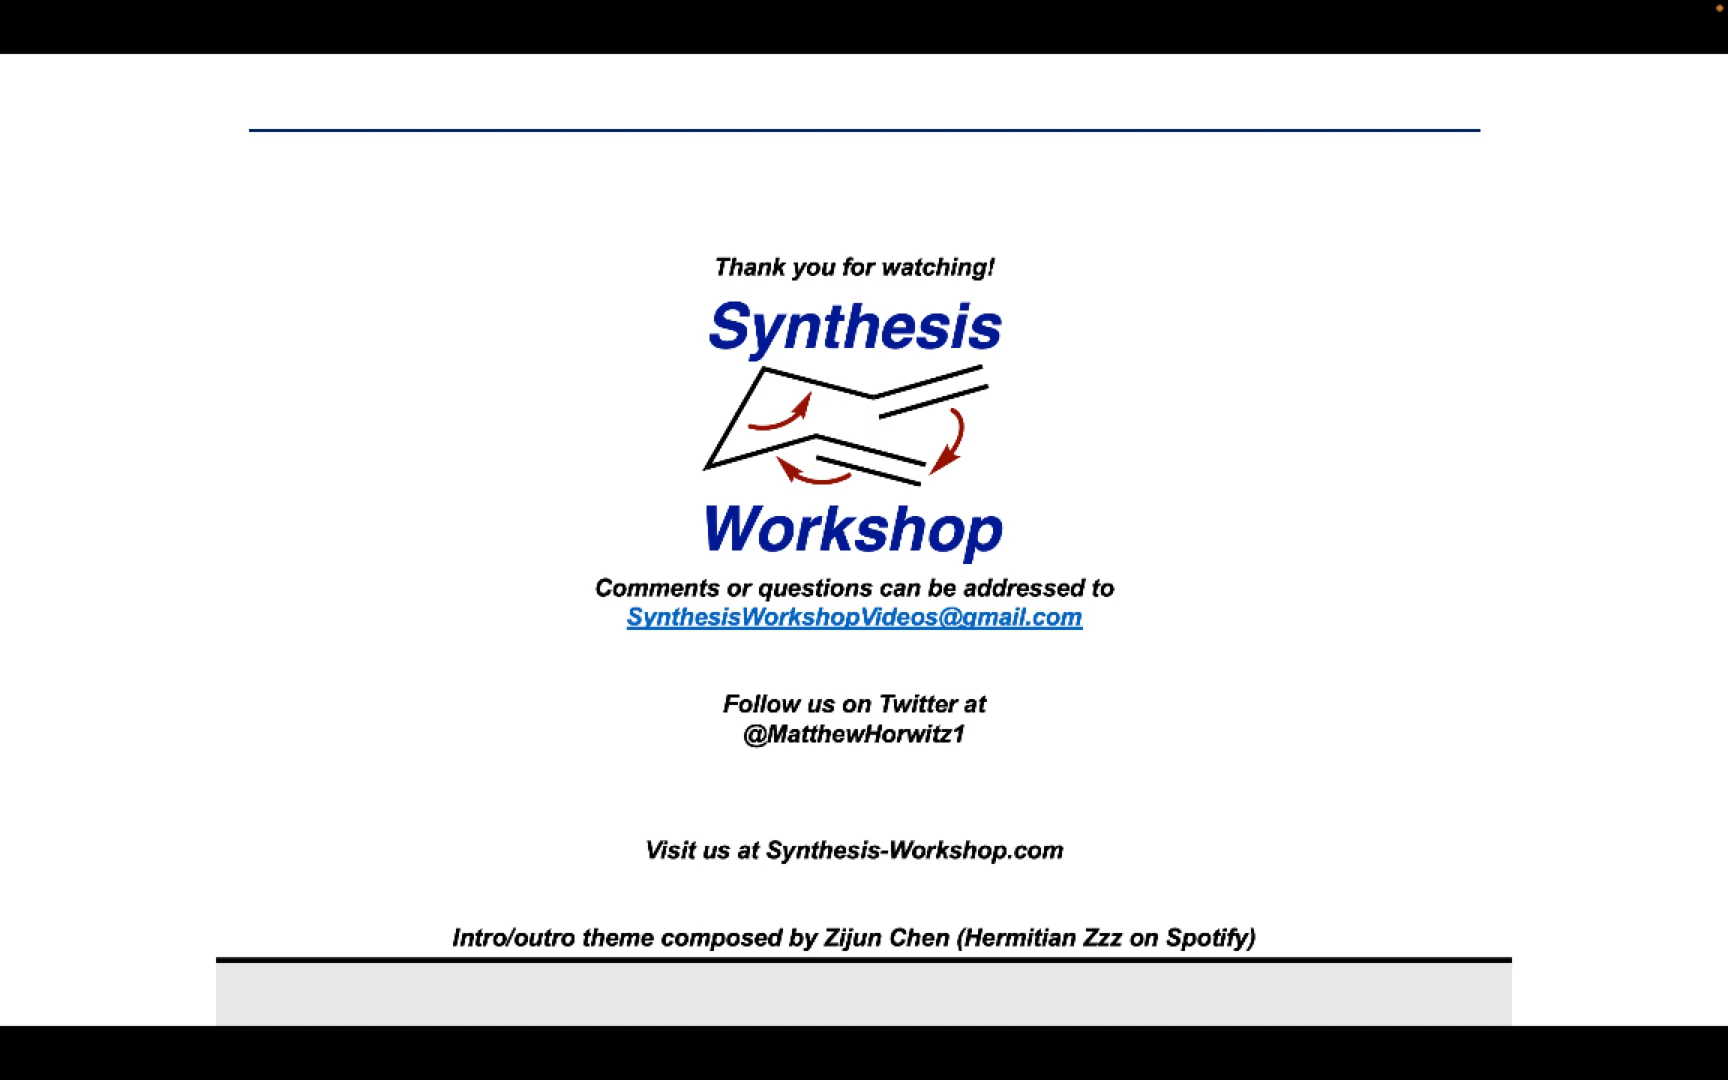 Thank you for watching!
Synthesis
Workshop
Comments or questions can be addressed to
SynthesisWorkshopVideos@gmail.com
Follow us on Twitter at
@MatthewHorwitz1
Visit us at Synthesis-Workshop.com
Intro/outro theme composed by Zijun Chen (Hermitian Zzz on Spotify)